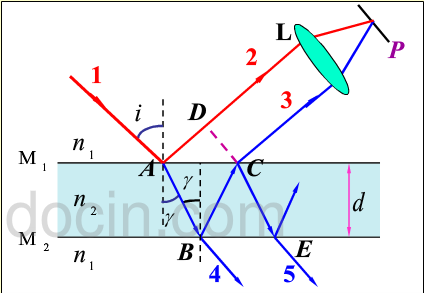 L
P
1
2
3
D
i
n₁
M₁
A
γ
C
n₂
γ
d
docin.com
M₂
n₁
B
E
4
5